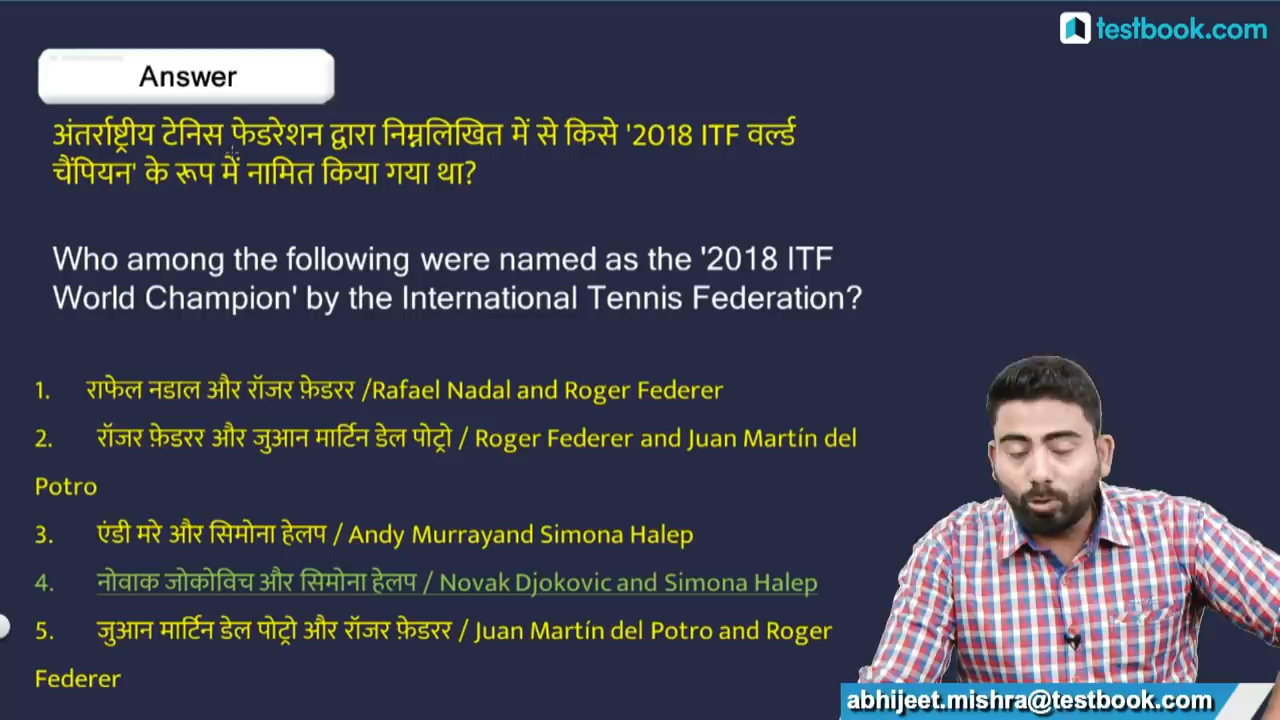 testbook.com
Answer
अंतर्राष्ट्रीय टेनिस फेडरेशन द्वारा निम्नलिखित में से किसे '2018 ITF वर्ल्ड
चैंपियन' के रूप में नामित किया गया था?
Who among the following were named as the '2018 ITF
World Champion' by the International Tennis Federation?
1. राफेल नडाल और रॉजर फ़ेडरर /Rafael Nadal and Roger Federer
2. रॉजर फ़ेडरर और जुआन मार्टिन डेल पोट्रो / Roger Federer and Juan Martín del
Potro
3. एंडी मरे और सिमोना हेलप / Andy Murrayand Simona Halep
4. नोवाक जोकोविच और सिमोना हेलप / Novak Djokovic and Simona Halep
5. जुआन मार्टिन डेल पोट्रो और रॉजर फ़ेडरर / Juan Martín del Potro and Roger
Federer
abhijeet.mishra@testbook.com